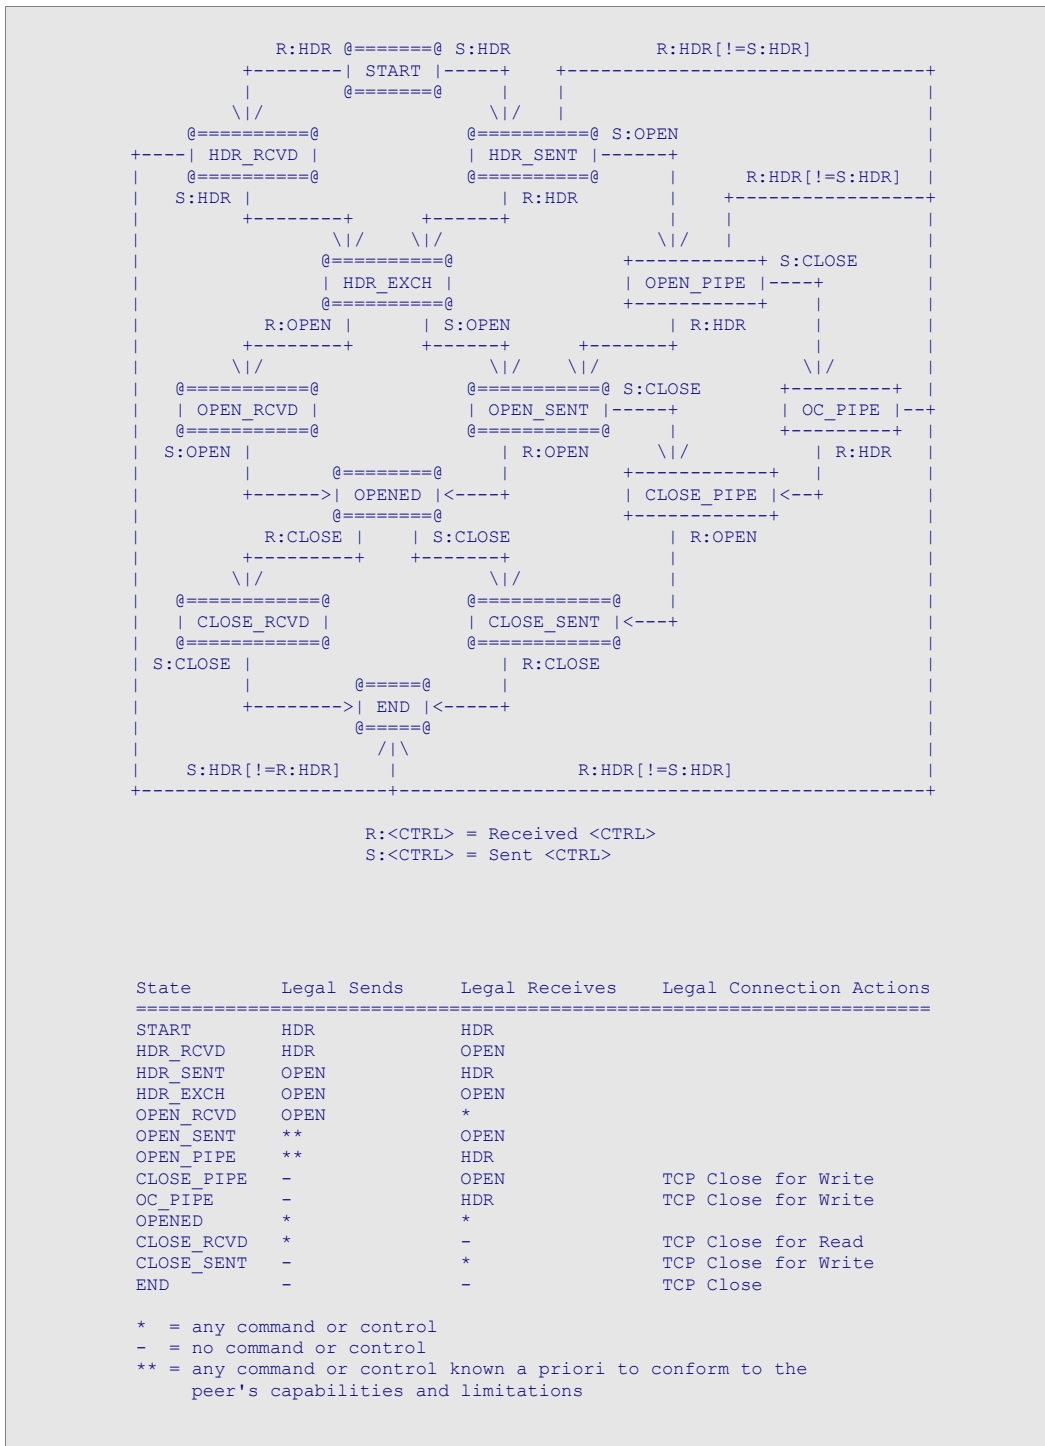 R:HDR @=======@ S:HDR             R:HDR[!=S:HDR]
           +--------| START |-----+    +--------------------------------+
           |        @=======@     |    |                                |
          \|/                    \|/   |                                |
      @==========@             @==========@ S:OPEN                      |
 +----| HDR_RCVD |             | HDR_SENT |------+                      |
 |    @==========@             @==========@      |      R:HDR[!=S:HDR]  |
 |   S:HDR |                      | R:HDR        |    +-----------------+
 |         +--------+      +------+              |    |                 |
 |                 \|/    \|/                   \|/   |                 |
 |                @==========@               +-----------+ S:CLOSE      |
 |                | HDR_EXCH |               | OPEN_PIPE |----+         |
 |                @==========@               +-----------+    |         |
 |           R:OPEN |      | S:OPEN              | R:HDR      |         |
 |         +--------+      +------+      +-------+            |         |
 |        \|/                    \|/    \|/                  \|/        |
 |   @===========@             @===========@ S:CLOSE       +---------+  |
 |   | OPEN_RCVD |             | OPEN_SENT |-----+         | OC_PIPE |--+
 |   @===========@             @===========@     |         +---------+  |
 |  S:OPEN |                      | R:OPEN      \|/           | R:HDR   |
 |         |       @========@     |          +------------+   |         |
 |         +------>| OPENED |<----+          | CLOSE_PIPE |<--+         |
 |                 @========@                +------------+             |
 |           R:CLOSE |    | S:CLOSE              | R:OPEN              |
 |         +---------+    +-------+              |                      |
 |        \|/                    \|/             |                      |
 |   @============@            @============@    |                      |
 |   | CLOSE_RCVD |            | CLOSE_SENT |<---+                      |
 |   @============@            @============@                           |
 | S:CLOSE |                      | R:CLOSE                             |
 |         |         @=====@      |                                     |
 |         +-------->| END |<-----+                                     |
 |                   @=====@                                            |
 |                     /|\                                              |
 |    S:HDR[!=R:HDR]    |                R:HDR[!=S:HDR]                 |
 +----------------------+-----------------------------------------------+
R:<CTRL> = Received <CTRL>
S:<CTRL> = Sent <CTRL>
State        Legal Sends     Legal Receives    Legal Connection Actions
=======================================================================
START        HDR             HDR
HDR_RCVD     HDR             OPEN
HDR_SENT     OPEN            HDR
HDR_EXCH     OPEN            OPEN
OPEN_RCVD    OPEN            *
OPEN_SENT    **              OPEN
OPEN_PIPE    **              HDR
CLOSE_PIPE   -               OPEN              TCP Close for Write
OC_PIPE      -               HDR               TCP Close for Write
OPENED       *               *
CLOSE_RCVD   *               -                 TCP Close for Read
CLOSE_SENT   -               *                 TCP Close for Write
END          -               -                 TCP Close
*  = any command or control
-  = no command or control
** = any command or control known a priori to conform to the
     peer's capabilities and limitations